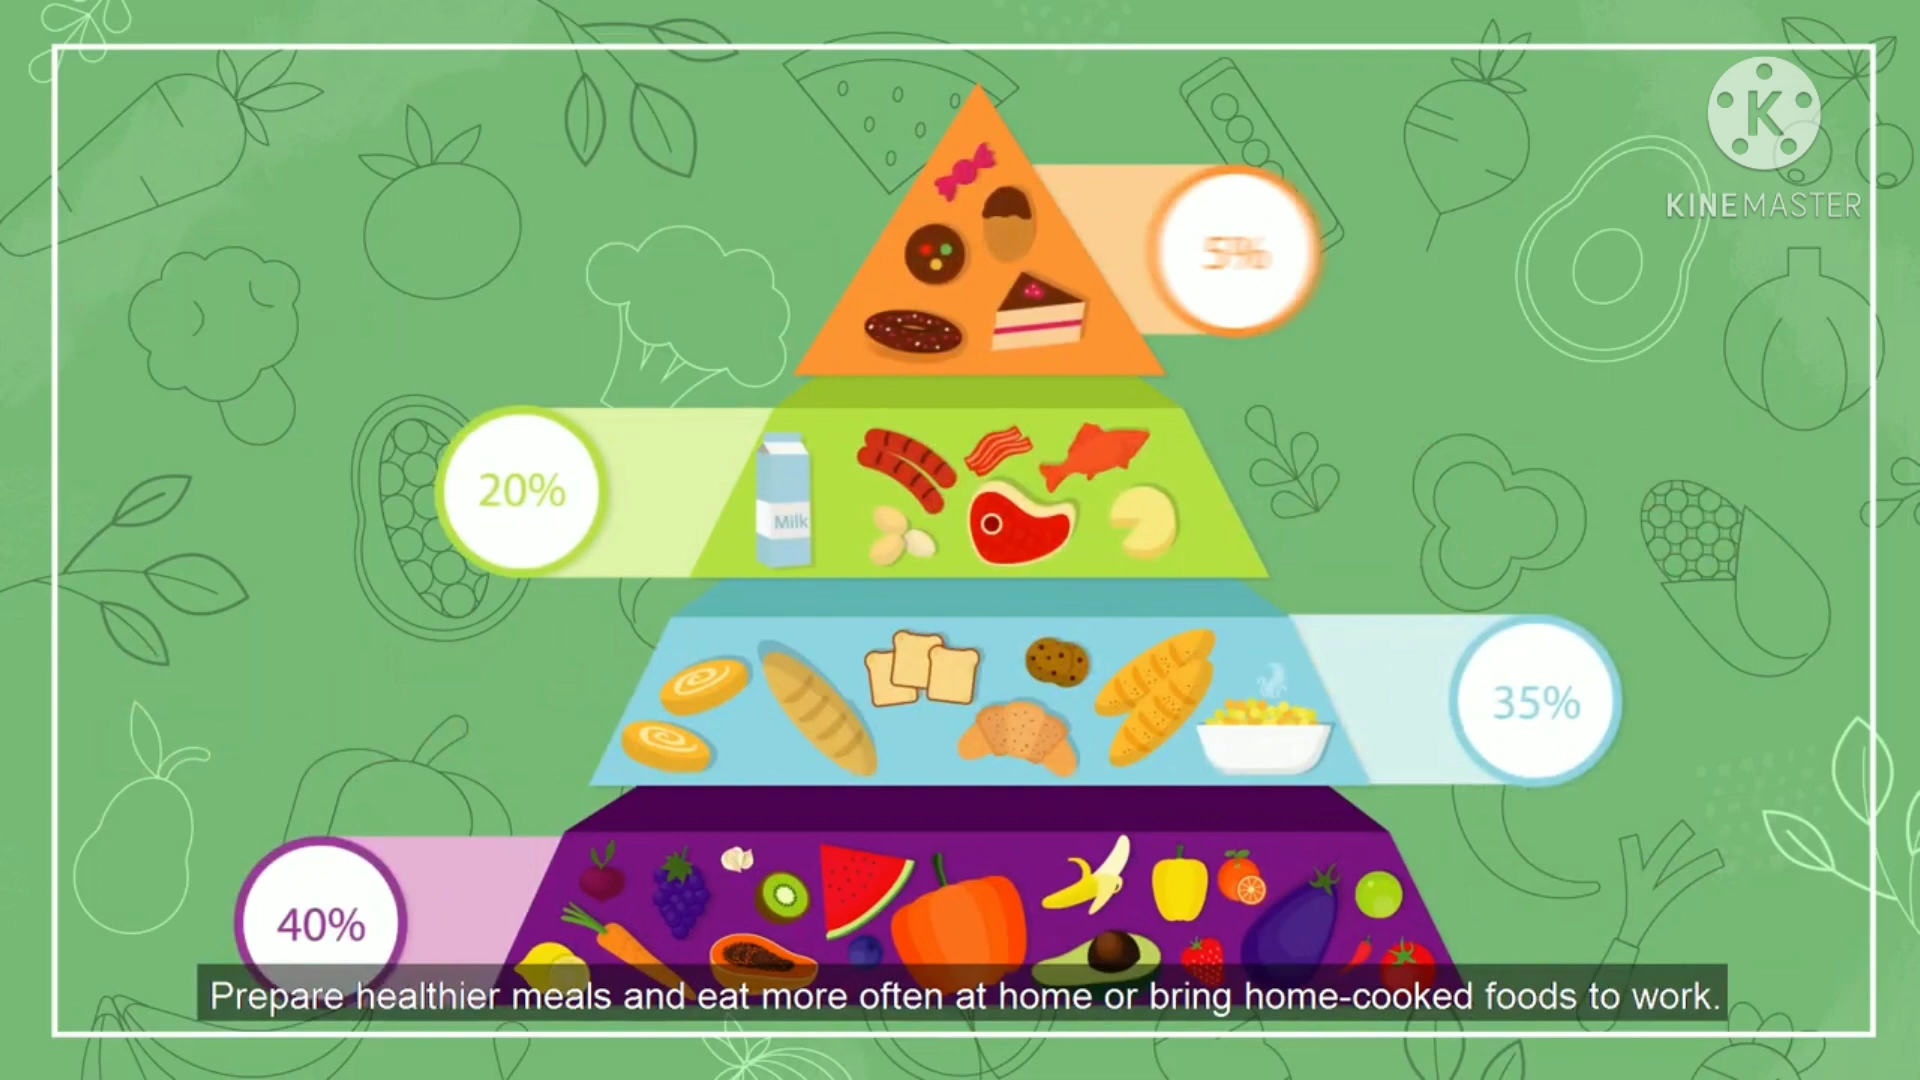 K
KINEMASTER
5%
20%
Milk
35%
40%
Prepare healthier meals and eat more often at home or bring home-cooked foods to work.